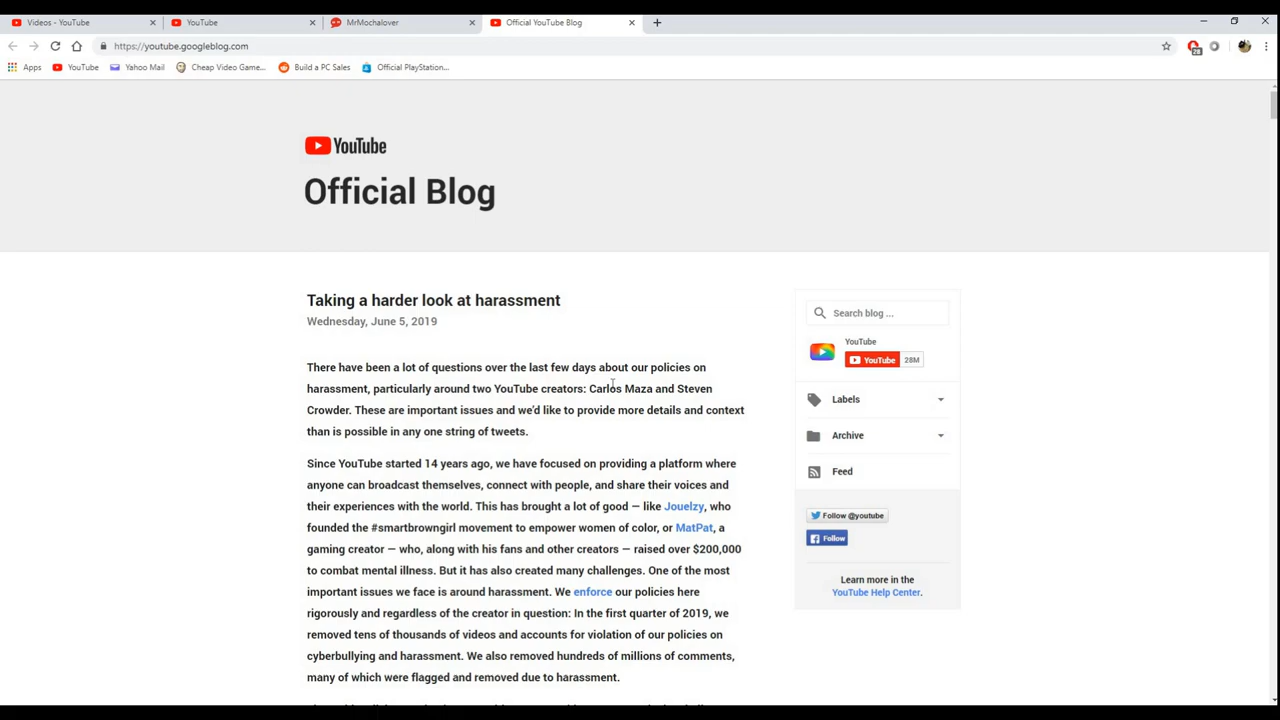 Videos - YouTube
YouTube
MrMochalover
Official YouTube Blog
https://youtube.googleblog.com
28
Apps
YouTube
Yahoo Mail
Cheap Video Game...
Build a PC Sales
Official PlayStation...
YouTube
Official Blog
Taking a harder look at harassment
Wednesday, June 5, 2019
There have been a lot of questions over the last few days about our policies on
harassment, particularly around two YouTube creators: Carlos Maza and Steven
Crowder. These are important issues and we'd like to provide more details and context
than is possible in any one string of tweets.
Since YouTube started 14 years ago, we have focused on providing a platform where
anyone can broadcast themselves, connect with people, and share their voices and
their experiences with the world. This has brought a lot of good — like Jouelzy, who
founded the #smartbrowngirl movement to empower women of color, or MatPat, a
gaming creator — who, along with his fans and other creators — raised over $200,000
to combat mental illness. But it has also created many challenges. One of the most
important issues we face is around harassment. We enforce our policies here
rigorously and regardless of the creator in question: In the first quarter of 2019, we
removed tens of thousands of videos and accounts for violation of our policies on
cyberbullying and harassment. We also removed hundreds of millions of comments,
many of which were flagged and removed due to harassment.
Search blog ...
YouTube
YouTube 28M
Labels
Archive
Feed
Follow @youtube
Follow
Learn more in the
YouTube Help Center.